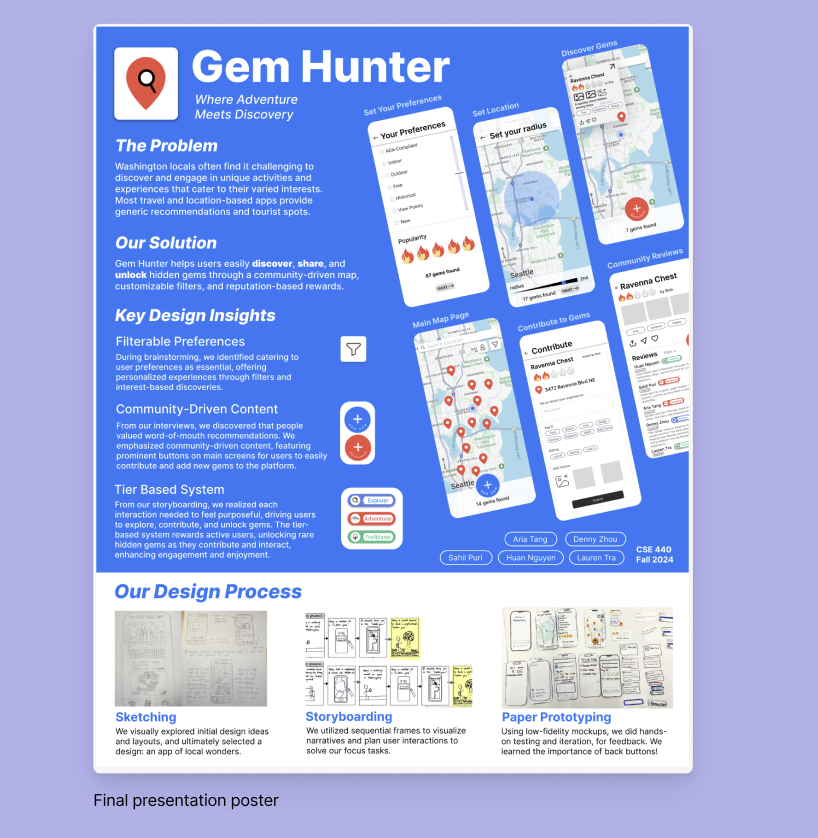 Gem Hunter
Where Adventure
Meets Discovery
The Problem
Washington locals often find it challenging to
discover and engage in unique activities and
experiences that cater to their varied interests.
Most travel and location-based apps provide
generic recommendations and tourist spots.
Our Solution
Gem Hunter helps users easily discover, share, and
unlock hidden gems through a community-driven map,
customizable filters, and reputation-based rewards.
Key Design Insights
Filterable Preferences
During brainstorming, we identified catering to
user preferences as essential, offering
personalized experiences through filters and
interest-based discoveries.
Community-Driven Content
From our interviews, we discovered that people
valued word-of-mouth recommendations. We
emphasized community-driven content, featuring
prominent buttons on main screens for users to easily
contribute and add new gems to the platform.
Tier Based System
From our storyboarding, we realized each
interaction needed to feel purposeful, driving users
to explore, contribute, and unlock gems. The tier-
based system rewards active users, unlocking rare
hidden gems as they contribute and interact,
enhancing engagement and enjoyment.
Explorer
Adventurer
Trailblazer
Set Your Preferences
← Your Preferences
ADA-Compliant
Indoor
Outdoor
Free
Historical
View Points
New
Popularity
87 gems found
next →
Set Location
← Set your radius
Seattle
radius
2mi
17 gems found
next →
Discover Gems
Ravenna Chest
7 gems found
Main Map Page
Seattle
14 gems found
Contribute to Gems
← Contribute
Ravenna Chest
5472 Ravenna Blvd NE
Add Photos
Submit
Community Reviews
Ravenna Chest
by Rob
Reviews
Filter
Huan Nguyen
Sahil Puri
Aria Tang
Denny Zhou
Lauren Tra
Aria Tang
Denny Zhou
Sahil Puri
Huan Nguyen
Lauren Tra
CSE 440
Fall 2024
Our Design Process
Sketching
We visually explored initial design ideas
and layouts, and ultimately selected a
design: an app of local wonders.
Storyboarding
We utilized sequential frames to visualize
narratives and plan user interactions to
solve our focus tasks.
Paper Prototyping
Using low-fidelity mockups, we did hands-
on testing and iteration, for feedback. We
learned the importance of back buttons!
Final presentation poster